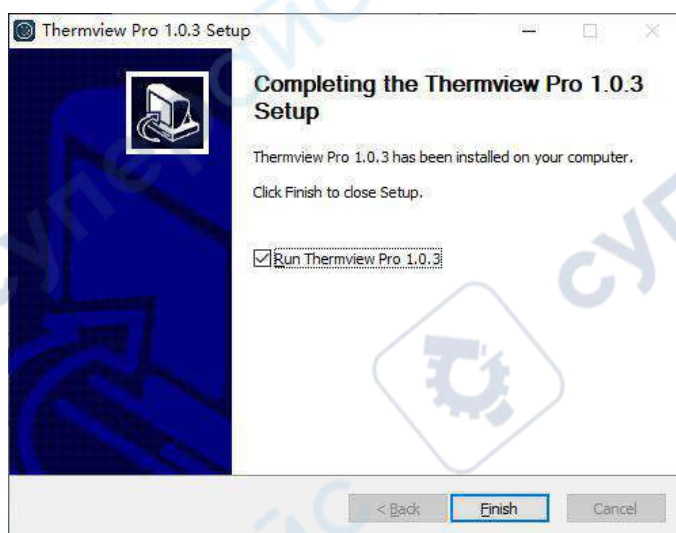 Thermview Pro 1.0.3 Setup
Completing the Thermview Pro 1.0.3
Setup
Thermview Pro 1.0.3 has been installed on your computer.
Click Finish to close Setup.
Run Thermview Pro 1.0.3
< Back Finish Cancel